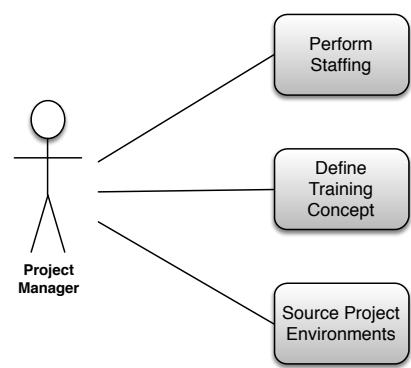 Perform
Staffing
Define
Training
Concept
Project
Manager
Source Project
Environments